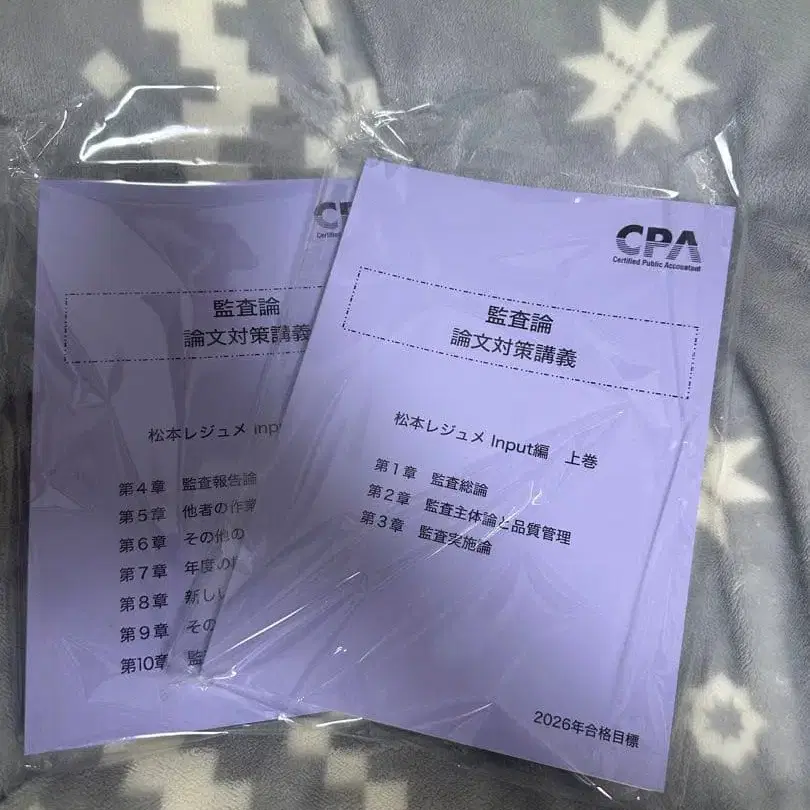 監査論
論文対策講義
松本レジュメ
第4章 監査報告論
第5章 他者の作業
第6章 その他の
第7章 年度の
第8章 新しい
第9章 その
第10章 監
CPA
Certified Public Accountant
監査論
論文対策講義
松本レジュメ Input編 上巻
第1章 監査総論
第2章 監査主体論と品質管理
第3章 監査実施論
2026年合格目標